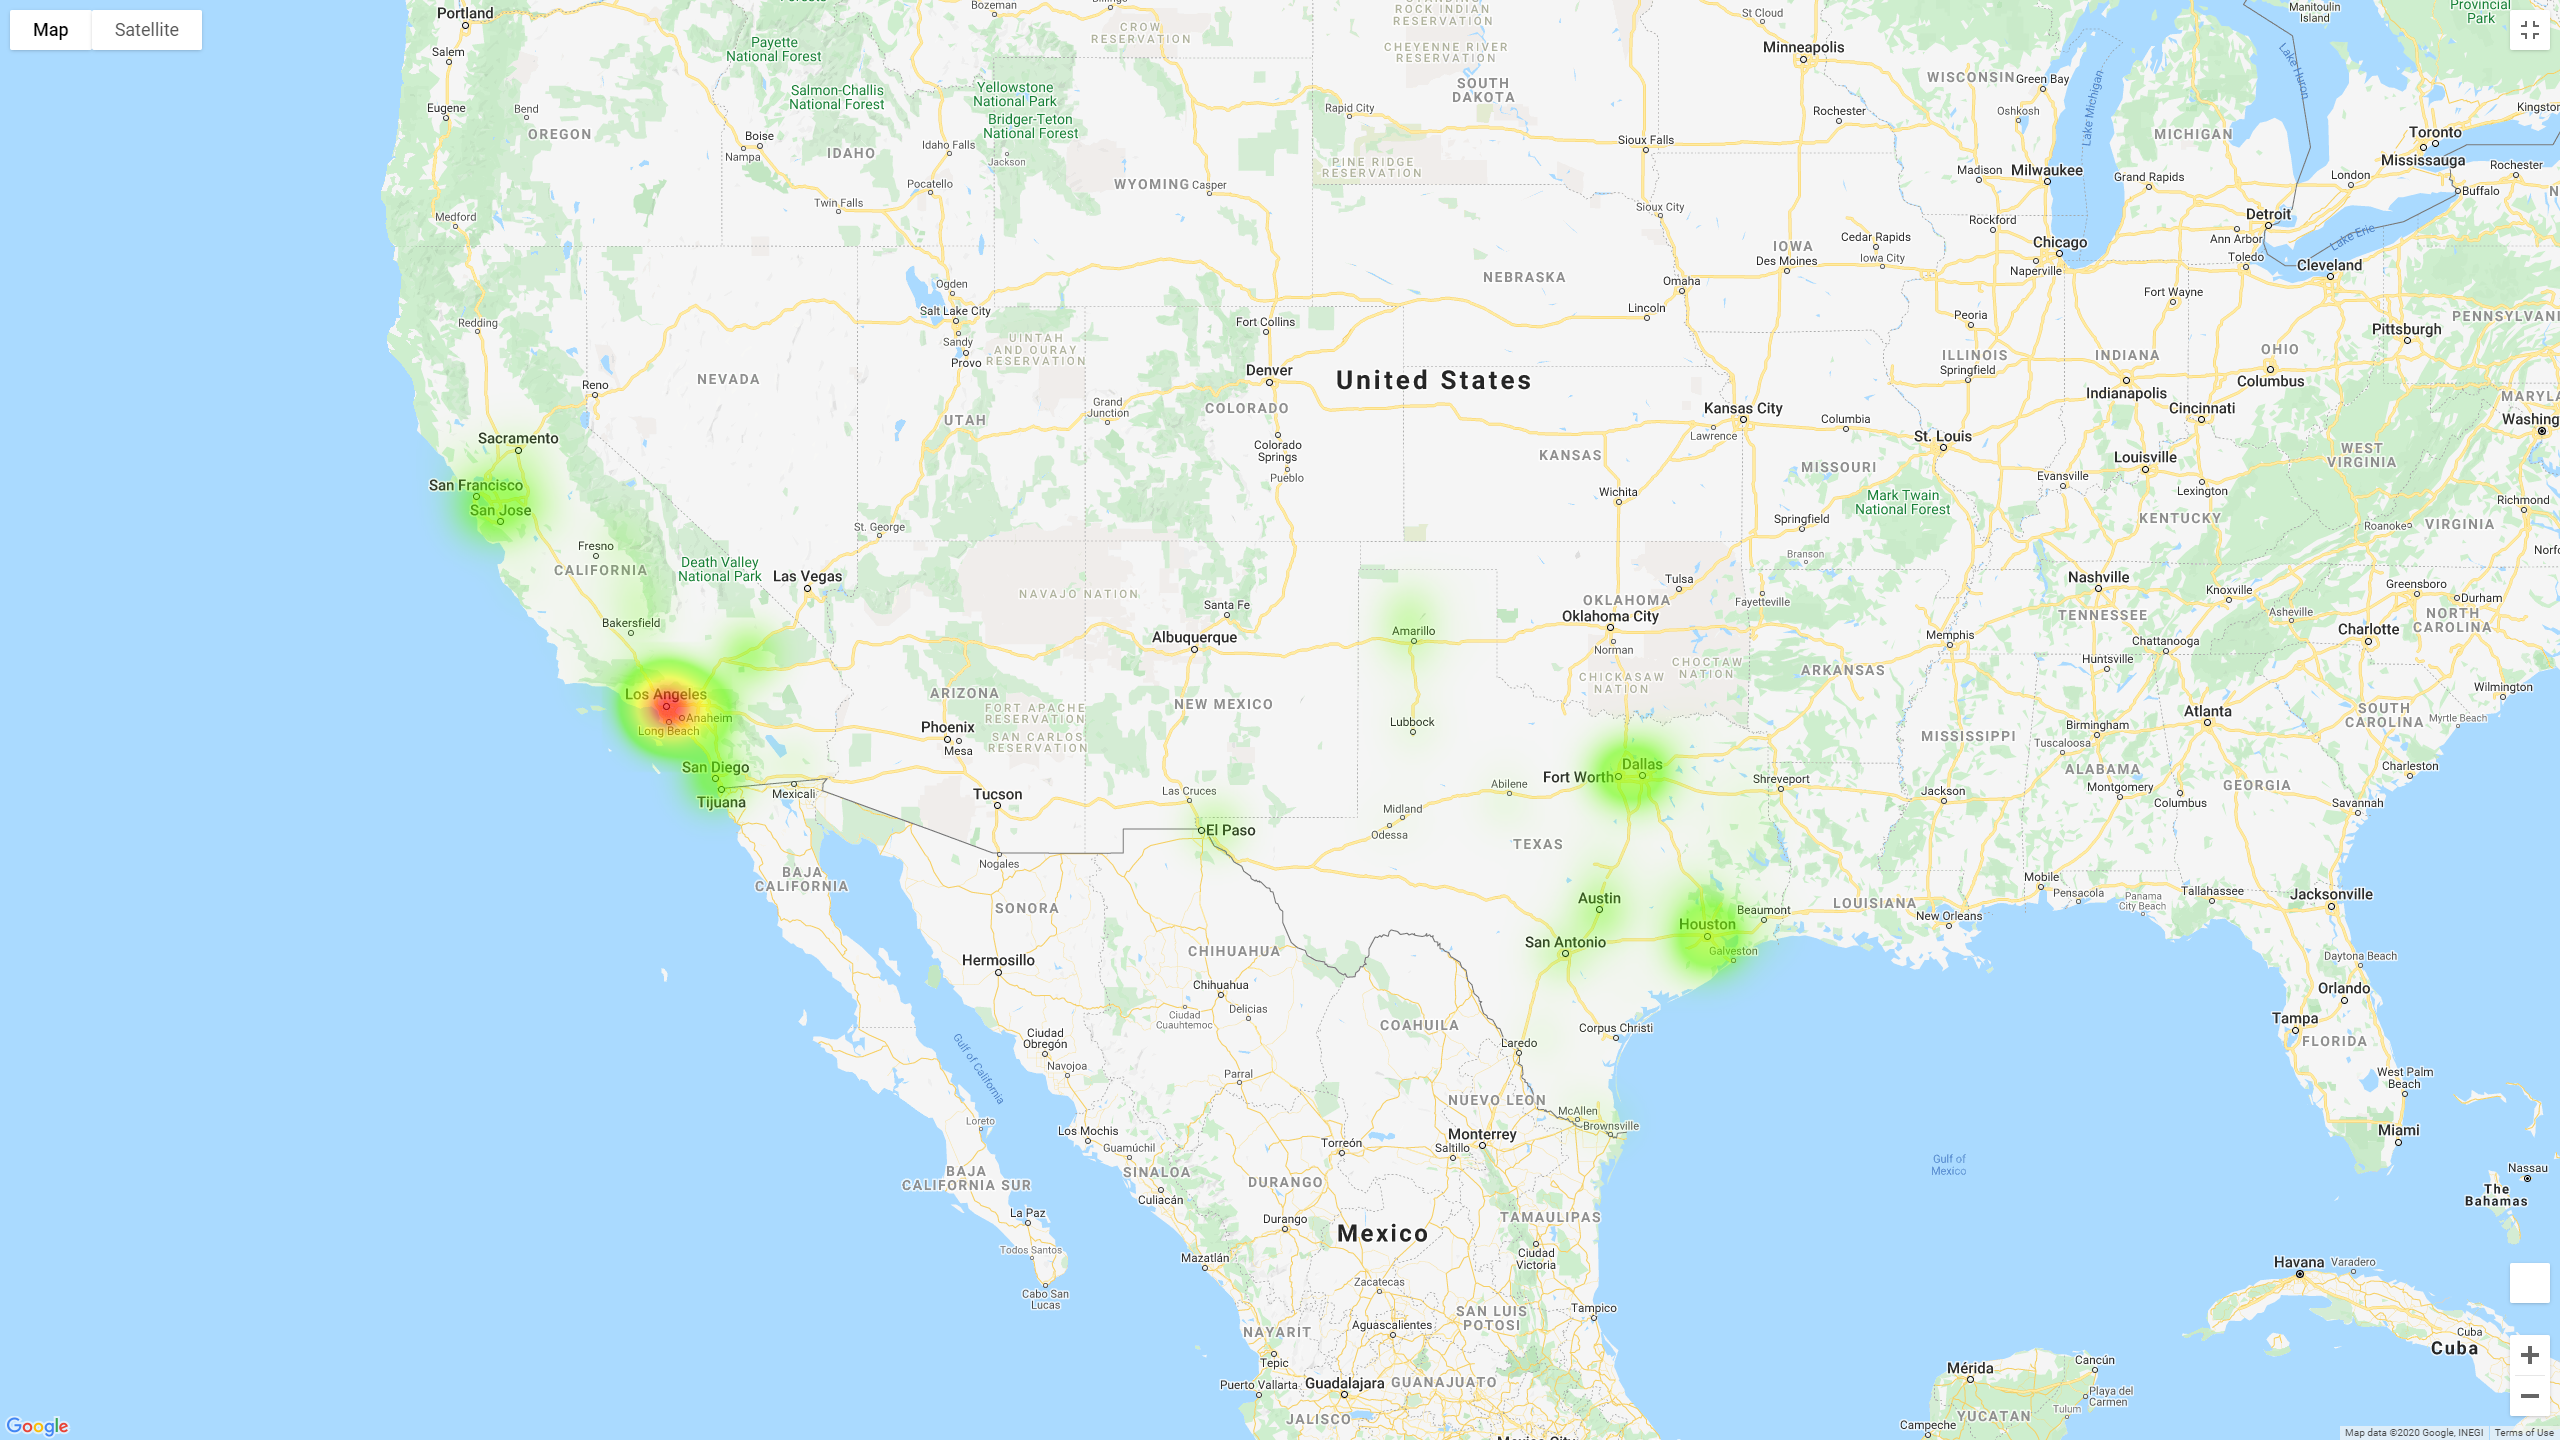 Map
Satellite
Portland
Salem
Eugene
Bend
OREGON
Medford
Payette
National Forest
Salmon-Challis
National Forest
Boise
Nampa
IDAHO
Twin Falls
Idaho Falls
Pocatello
Jackson
Bozeman
Yellowstone
National Park
Bridger-Teton
National Forest
CROW
RESERVATION
WYOMING
Casper
ROCK INDIAN
RESERVATION
CHEYENNE RIVER
RESERVATION
SOUTH
DAKOTA
Rapid City
PINE RIDGE
RESERVATION
St Cloud
Minneapolis
Rochester
Sioux Falls
Sioux City
WISCONSIN
Green Bay
Oshkosh
Madison
Milwaukee
Lake Michigan
MICHIGAN
Grand Rapids
Lake Huron
Manitoulin
Island
Provincial
Park
Kingston
Toronto
Mississauga
London
Rochester
Buffalo
Detroit
Ann Arbor
Toledo
Lake Erie
Cleveland
Rockford
Chicago
Naperville
IOWA
Cedar Rapids
Iowa City
Des Moines
NEBRASKA
Omaha
Lincoln
Fort Wayne
Peoria
ILLINOIS
Springfield
INDIANA
Indianapolis
OHIO
Columbus
Cincinnati
Pittsburgh
PENNSYLVANI
MARYLA
Washing
WEST
VIRGINIA
Redding
Reno
NEVADA
Ogden
Salt Lake City
Sandy
Provo
UINTAH
AND OURAY
RESERVATION
UTAH
Grand
Junction
Fort Collins
Denver
COLORADO
Colorado
Springs
Pueblo
United States
KANSAS
Kansas City
Lawrence
Wichita
Columbia
St. Louis
MISSOURI
Springfield
Branson
Mark Twain
National Forest
Evansville
Louisville
Lexington
KENTUCKY
Richmond
Roanoke
VIRGINIA
Norfo
Sacramento
San Francisco
San Jose
Fresno
CALIFORNIA
Death Valley
National Park
Las Vegas
St. George
Bakersfield
Los Angeles
Anaheim
Long Beach
San Diego
Tijuana
Mexicali
NAVAJO NATION
ARIZONA
FORT APACHE
RESERVATION
SAN CARLOS
RESERVATION
Phoenix
Mesa
Tucson
Nogales
Santa Fe
Albuquerque
NEW MEXICO
Las Cruces
El Paso
Amarillo
Lubbock
Midland
Odessa
Abilene
TEXAS
Fort Worth
Dallas
Austin
San Antonio
Houston
Galveston
Beaumont
Corpus Christi
Laredo
McAllen
Brownsville
Tulsa
OKLAHOMA
Oklahoma City
Norman
CHICKASAW
NATION
CHOCTAW
NATION
Fayetteville
ARKANSAS
Memphis
Nashville
TENNESSEE
Knoxville
Chattanooga
Huntsville
Greensboro
Durham
Asheville
NORTH
CAROLINA
Charlotte
Wilmington
SOUTH
CAROLINA
Myrtle Beach
Charleston
Atlanta
GEORGIA
Savannah
Columbus
Birmingham
Tuscaloosa
ALABAMA
Montgomery
MISSISSIPPI
Jackson
Shreveport
LOUISIANA
New Orleans
Mobile
Pensacola
Panama
City Beach
Tallahassee
Jacksonville
Daytona Beach
Orlando
Tampa
FLORIDA
West Palm
Beach
Miami
Nassau
The
Bahamas
Gulf of
Mexico
BAJA
CALIFORNIA
SONORA
Hermosillo
Ciudad
Obregón
Navojoa
Gulf of California
CHIHUAHUA
Chihuahua
Ciudad
Cuauhtemoc
Delicias
Parral
COAHUILA
NUEVO LEON
Monterrey
Saltillo
Torreón
Los Mochis
Guamúchil
SINALOA
Culiacán
DURANGO
Durango
Loreto
BAJA
CALIFORNIA SUR
La Paz
Todos Santos
Cabo San
Lucas
Mazatlán
Mexico
TAMAULIPAS
Ciudad
Victoria
Zacatecas
SAN LUIS
POTOSI
Tampico
Aguascalientes
NAYARIT
Tepic
Puerto Vallarta
Guadalajara
GUANAJUATO
JALISCO
Mexico City
Havana
Varadero
Cuba
Cuba
Cancún
Mérida
Playa del
Carmen
Tulum
YUCATAN
Campeche
Google
Map data ©2020 Google, INEGI
Terms of Use